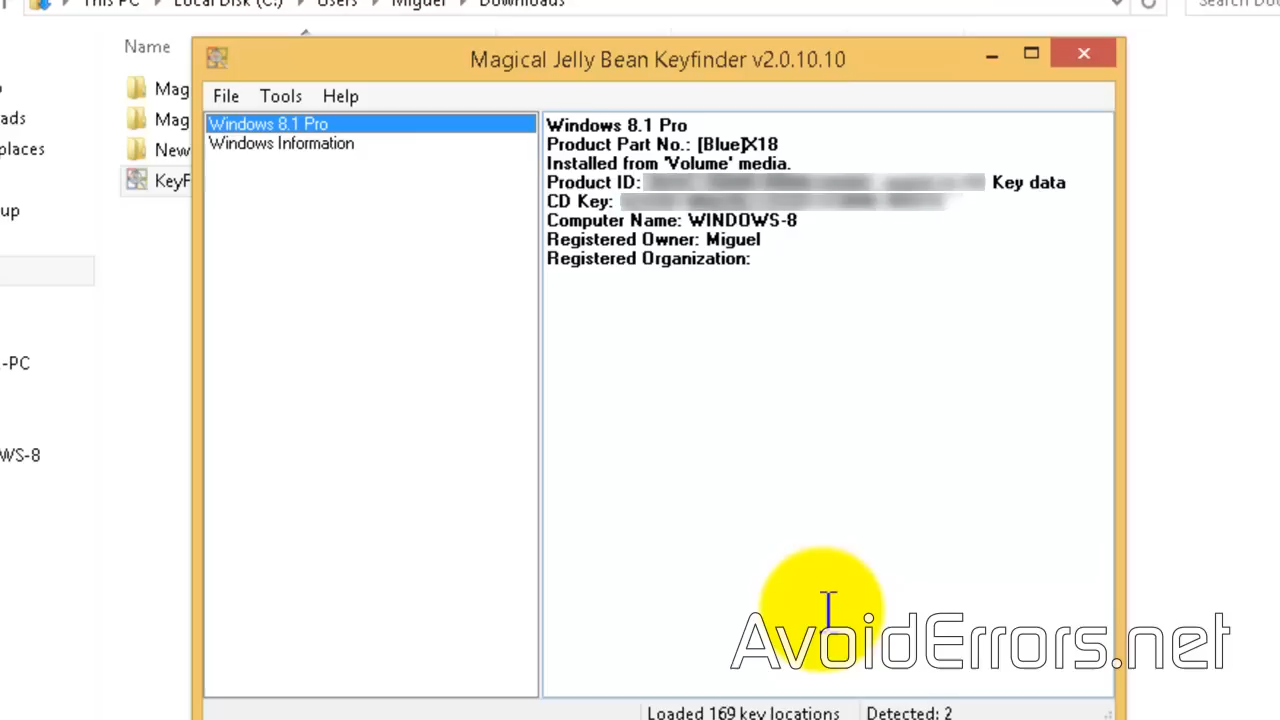 This PC Local Disk (C:) Users Miguel Downloads
Search Do
Name
Magical Jelly Bean Keyfinder v2.0.10.10
File Tools Help
Mag
Mag
New
KeyF
ads
places
up
-PC
WS-8
Windows 8.1 Pro
Windows Information
Windows 8.1 Pro
Product Part No.: [Blue]X18
Installed from 'Volume' media.
Product ID: Key data
CD Key:
Computer Name: WINDOWS-8
Registered Owner: Miguel
Registered Organization:
AvoidErrors.net
Loaded 169 key locations
Detected: 2